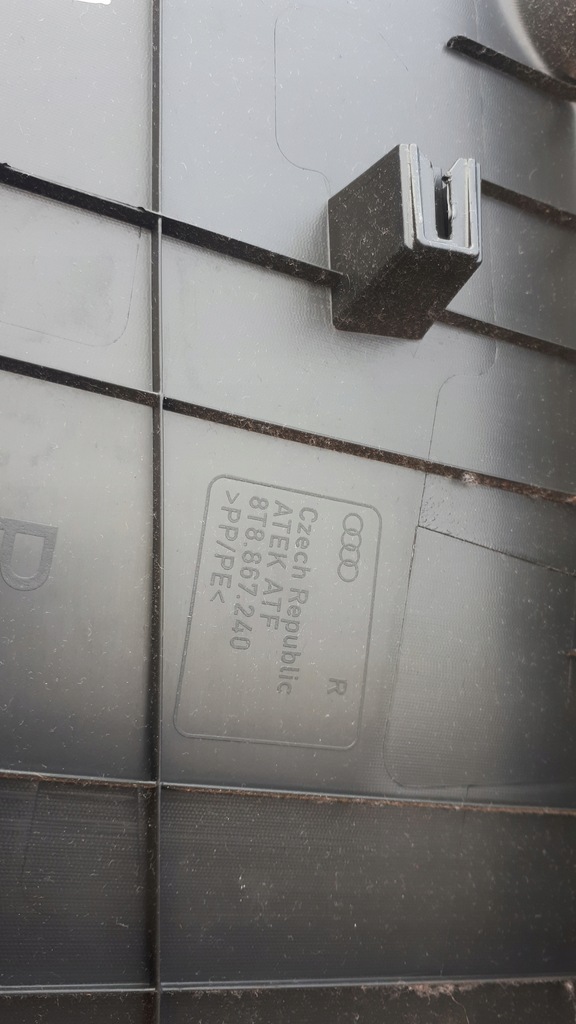 R
Czech Republic
ATEK ATF
8T8.867.240
>PP/PE<